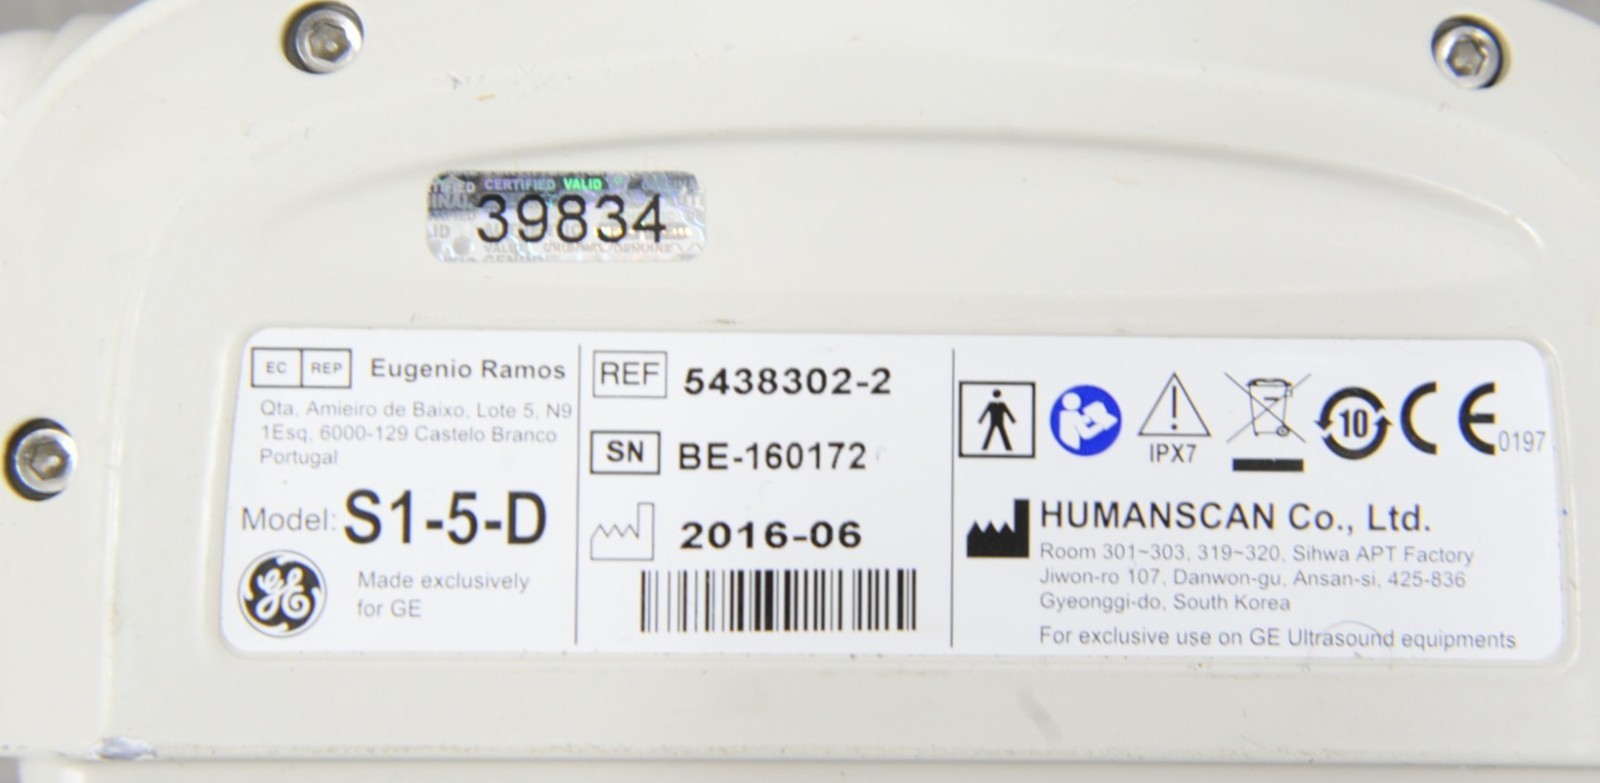 CERTIFIED VALID
39834
EC REP Eugenio Ramos
Qta, Amieiro de Baixo, Lote 5, N9
1Esq, 6000-129 Castelo Branco
Portugal
Model: S1-5-D
GE
Made exclusively
for GE
REF 5438302-2
SN BE-160172
2016-06
IPX7
10
CE 0197
HUMANSCAN Co., Ltd.
Room 301~303, 319~320, Sihwa APT Factory
Jiwon-ro 107, Danwon-gu, Ansan-si, 425-836
Gyeonggi-do, South Korea
For exclusive use on GE Ultrasound equipments